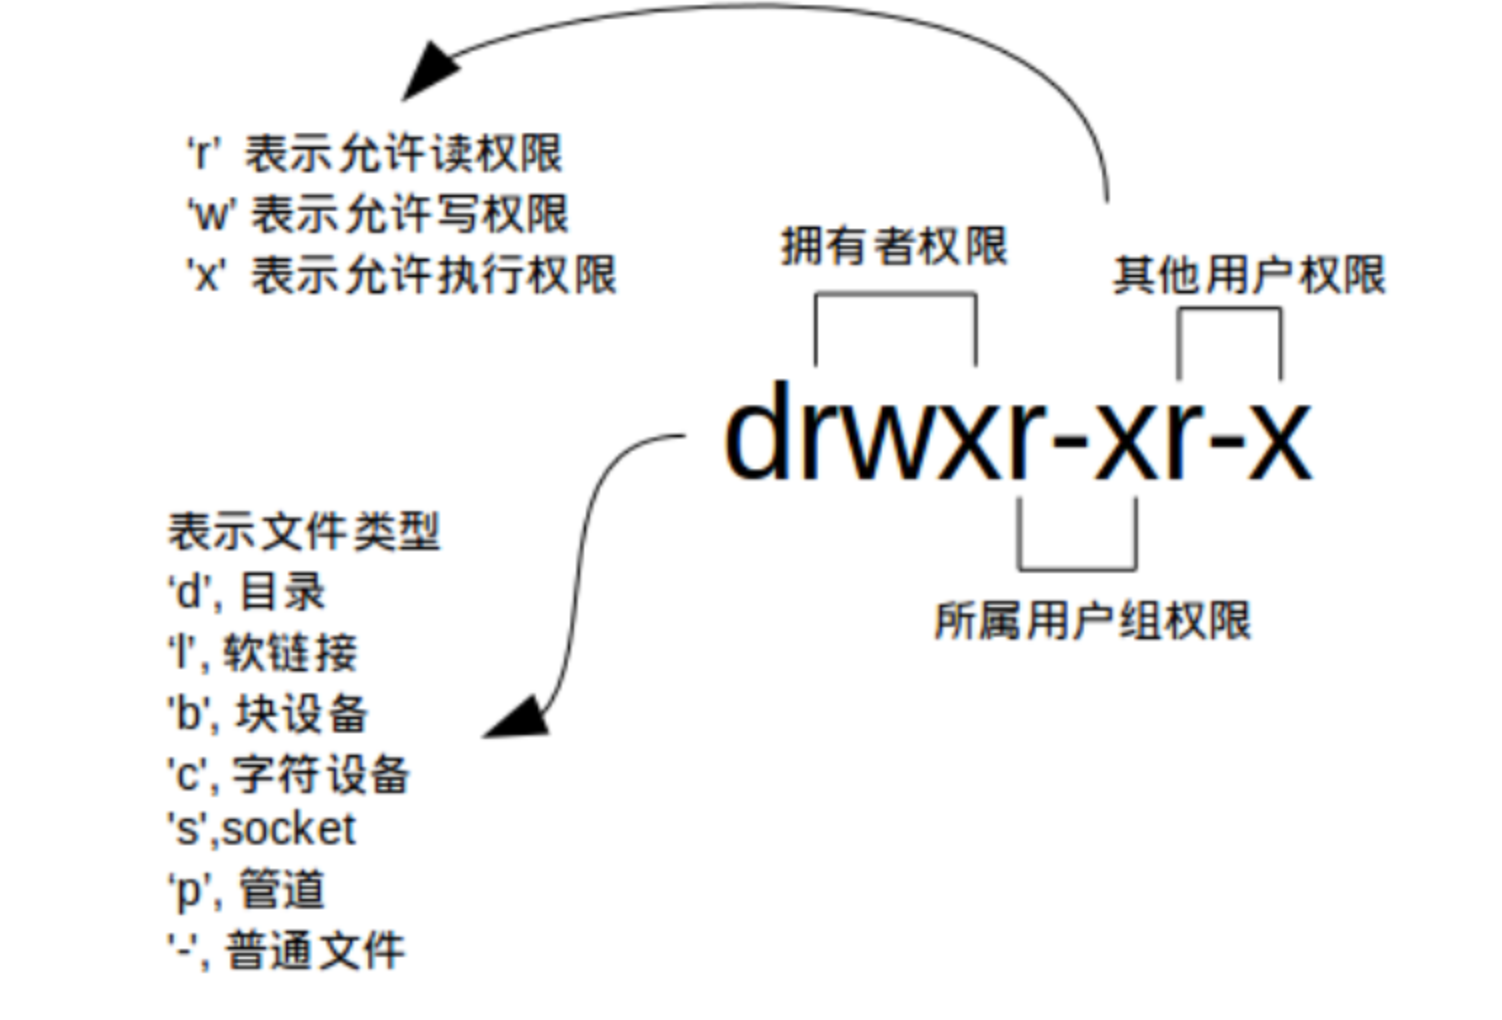 ‘r’ 表示允许读权限
‘w’ 表示允许写权限
'x' 表示允许执行权限
拥有者权限
其他用户权限
drwxr-xr-x
所属用户组权限
表示文件类型
‘d’, 目录
‘l’, 软链接
'b', 块设备
'c', 字符设备
's',socket
‘p’, 管道
'-', 普通文件